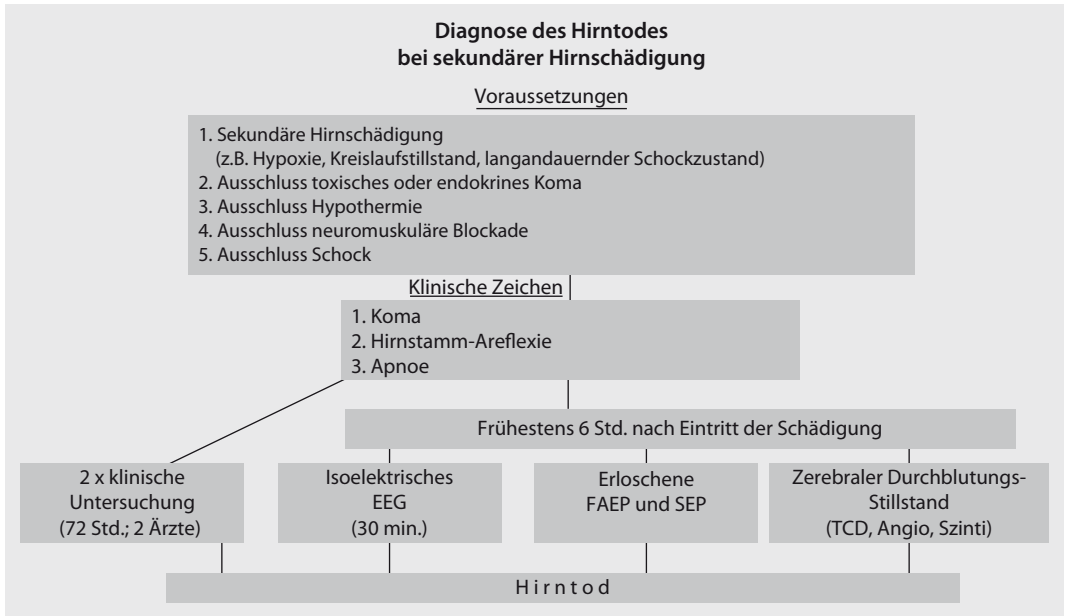 Diagnose des Hirntodes
bei sekundärer Hirnschädigung
Voraussetzungen
1. Sekundäre Hirnschädigung
(z.B. Hypoxie, Kreislaufstillstand, langandauernder Schockzustand)
2. Ausschluss toxisches oder endokrines Koma
3. Ausschluss Hypothermie
4. Ausschluss neuromuskuläre Blockade
5. Ausschluss Schock
Klinische Zeichen
1. Koma
2. Hirnstamm-Areflexie
3. Apnoe
Frühestens 6 Std. nach Eintritt der Schädigung
2 x klinische
Untersuchung
(72 Std.; 2 Ärzte)
Isoelektrisches
EEG
(30 min.)
Erloschene
FAEP und SEP
Zerebraler Durchblutungs-
Stillstand
(TCD, Angio, Szinti)
Hirntod